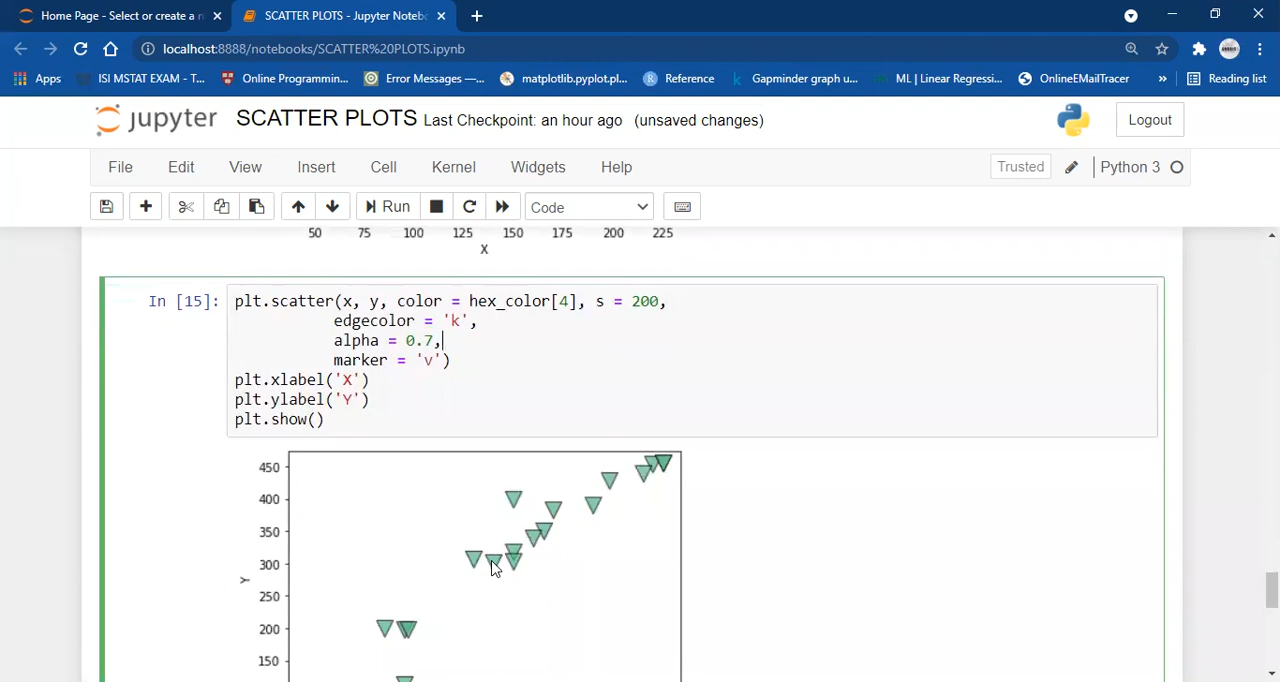 Home Page - Select or create a n
SCATTER PLOTS - Jupyter Noteb
localhost:8888/notebooks/SCATTER%20PLOTS.ipynb
Apps
ISI MSTAT EXAM - T...
Online Programmin...
Error Messages —...
matplotlib.pyplot.pl...
R Reference
k Gapminder graph u...
ML | Linear Regressi...
OnlineEMailTracer
»
Reading list
jupyter SCATTER PLOTS Last Checkpoint: an hour ago (unsaved changes)
Logout
File Edit View Insert Cell Kernel Widgets Help
Trusted
Python 3
Run
Code
50 75 100 125 150 175 200 225
X
In [15]: plt.scatter(x, y, color = hex_color[4], s = 200,
edgecolor = 'k',
alpha = 0.7,
marker = 'v')
plt.xlabel('X')
plt.ylabel('Y')
plt.show()
450
400
350
300
250
200
150
Y